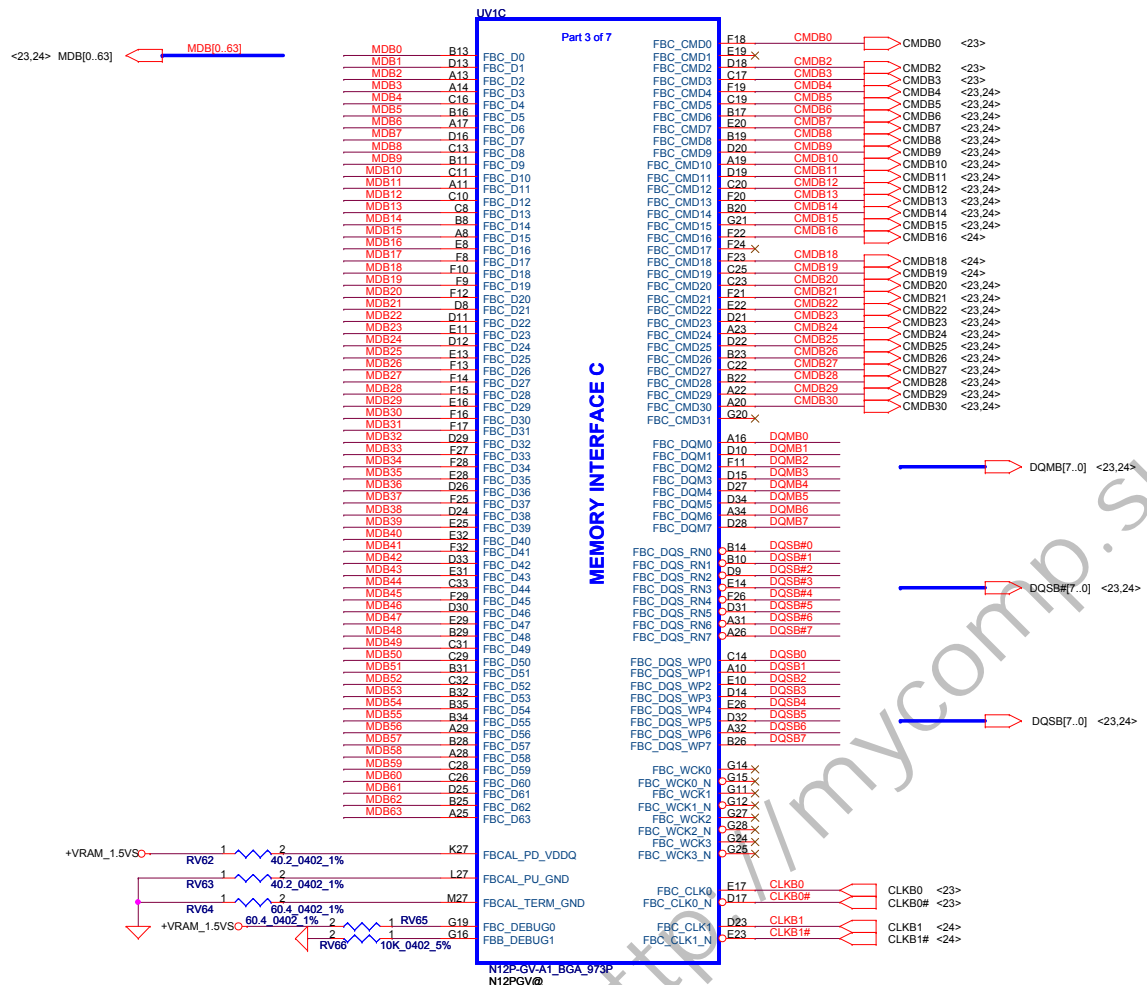 UV1C
Part 3 of 7
<23,24> MDB[0..63] MDB[0..63]
MDB0 B13 FBC_D0
MDB1 D13 FBC_D1
MDB2 A13 FBC_D2
MDB3 A14 FBC_D3
MDB4 C16 FBC_D4
MDB5 B16 FBC_D5
MDB6 A17 FBC_D6
MDB7 D16 FBC_D7
MDB8 C13 FBC_D8
MDB9 B11 FBC_D9
MDB10 C11 FBC_D10
MDB11 A11 FBC_D11
MDB12 C10 FBC_D12
MDB13 C8 FBC_D13
MDB14 B8 FBC_D14
MDB15 A8 FBC_D15
MDB16 E8 FBC_D16
MDB17 F8 FBC_D17
MDB18 F10 FBC_D18
MDB19 F9 FBC_D19
MDB20 F12 FBC_D20
MDB21 D8 FBC_D21
MDB22 D11 FBC_D22
MDB23 E11 FBC_D23
MDB24 D12 FBC_D24
MDB25 E13 FBC_D25
MDB26 F13 FBC_D26
MDB27 F14 FBC_D27
MDB28 F15 FBC_D28
MDB29 E16 FBC_D29
MDB30 F16 FBC_D30
MDB31 F17 FBC_D31
MDB32 D29 FBC_D32
MDB33 F27 FBC_D33
MDB34 F28 FBC_D34
MDB35 E28 FBC_D35
MDB36 D26 FBC_D36
MDB37 F25 FBC_D37
MDB38 D24 FBC_D38
MDB39 E25 FBC_D39
MDB40 E32 FBC_D40
MDB41 F32 FBC_D41
MDB42 D33 FBC_D42
MDB43 E31 FBC_D43
MDB44 C33 FBC_D44
MDB45 F29 FBC_D45
MDB46 D30 FBC_D46
MDB47 E29 FBC_D47
MDB48 B29 FBC_D48
MDB49 C31 FBC_D49
MDB50 C29 FBC_D50
MDB51 B31 FBC_D51
MDB52 C32 FBC_D52
MDB53 B32 FBC_D53
MDB54 B35 FBC_D54
MDB55 B34 FBC_D55
MDB56 A29 FBC_D56
MDB57 B28 FBC_D57
MDB58 A28 FBC_D58
MDB59 C28 FBC_D59
MDB60 C26 FBC_D60
MDB61 D25 FBC_D61
MDB62 B25 FBC_D62
MDB63 A25 FBC_D63
+VRAM_1.5VS RV62 1 2 40.2_0402_1% K27 FBCAL_PD_VDDQ
RV63 1 2 40.2_0402_1% L27 FBCAL_PU_GND
RV64 1 2 60.4_0402_1% M27 FBCAL_TERM_GND
+VRAM_1.5VS 60.4_0402_1% 2 1 RV65 G19 FBC_DEBUG0
RV66 2 1 10K_0402_5% G16 FBB_DEBUG1
MEMORY INTERFACE C
FBC_CMD0 F18 CMDB0 CMDB0 <23>
FBC_CMD1 E19
FBC_CMD2 D18 CMDB2 CMDB2 <23>
FBC_CMD3 C17 CMDB3 CMDB3 <23>
FBC_CMD4 F19 CMDB4 CMDB4 <23,24>
FBC_CMD5 C19 CMDB5 CMDB5 <23,24>
FBC_CMD6 B17 CMDB6 CMDB6 <23,24>
FBC_CMD7 E20 CMDB7 CMDB7 <23,24>
FBC_CMD8 B19 CMDB8 CMDB8 <23,24>
FBC_CMD9 D20 CMDB9 CMDB9 <23,24>
FBC_CMD10 A19 CMDB10 CMDB10 <23,24>
FBC_CMD11 D19 CMDB11 CMDB11 <23,24>
FBC_CMD12 C20 CMDB12 CMDB12 <23,24>
FBC_CMD13 F20 CMDB13 CMDB13 <23,24>
FBC_CMD14 B20 CMDB14 CMDB14 <23,24>
FBC_CMD15 G21 CMDB15 CMDB15 <23,24>
FBC_CMD16 F22 CMDB16 CMDB16 <24>
FBC_CMD17 F24
FBC_CMD18 F23 CMDB18 CMDB18 <24>
FBC_CMD19 C25 CMDB19 CMDB19 <24>
FBC_CMD20 C23 CMDB20 CMDB20 <23,24>
FBC_CMD21 F21 CMDB21 CMDB21 <23,24>
FBC_CMD22 E22 CMDB22 CMDB22 <23,24>
FBC_CMD23 D21 CMDB23 CMDB23 <23,24>
FBC_CMD24 A23 CMDB24 CMDB24 <23,24>
FBC_CMD25 D22 CMDB25 CMDB25 <23,24>
FBC_CMD26 B23 CMDB26 CMDB26 <23,24>
FBC_CMD27 C22 CMDB27 CMDB27 <23,24>
FBC_CMD28 B22 CMDB28 CMDB28 <23,24>
FBC_CMD29 A22 CMDB29 CMDB29 <23,24>
FBC_CMD30 A20 CMDB30 CMDB30 <23,24>
FBC_CMD31 G20
FBC_DQM0 A16 DQMB0
FBC_DQM1 D10 DQMB1
FBC_DQM2 F11 DQMB2
FBC_DQM3 D15 DQMB3
FBC_DQM4 D27 DQMB4
FBC_DQM5 D34 DQMB5
FBC_DQM6 A34 DQMB6
FBC_DQM7 D28 DQMB7
DQMB[7..0] <23,24>
FBC_DQS_RN0 B14 DQSB#0
FBC_DQS_RN1 B10 DQSB#1
FBC_DQS_RN2 D9 DQSB#2
FBC_DQS_RN3 E14 DQSB#3
FBC_DQS_RN4 F26 DQSB#4
FBC_DQS_RN5 D31 DQSB#5
FBC_DQS_RN6 A31 DQSB#6
FBC_DQS_RN7 A26 DQSB#7
DQSB#[7..0] <23,24>
FBC_DQS_WP0 C14 DQSB0
FBC_DQS_WP1 A10 DQSB1
FBC_DQS_WP2 E10 DQSB2
FBC_DQS_WP3 D14 DQSB3
FBC_DQS_WP4 E26 DQSB4
FBC_DQS_WP5 D32 DQSB5
FBC_DQS_WP6 A32 DQSB6
FBC_DQS_WP7 B26 DQSB7
DQSB[7..0] <23,24>
FBC_WCK0 G14
FBC_WCK0_N G15
FBC_WCK1 G11
FBC_WCK1_N G12
FBC_WCK2 G27
FBC_WCK2_N G28
FBC_WCK3 G24
FBC_WCK3_N G25
FBC_CLK0 E17 CLKB0 CLKB0 <23>
FBC_CLK0_N D17 CLKB0# CLKB0# <23>
FBC_CLK1 D23 CLKB1 CLKB1 <24>
FBC_CLK1_N E23 CLKB1# CLKB1# <24>
N12P-GV-A1_BGA_973P
N12PGV@
ttp://mycomp.s